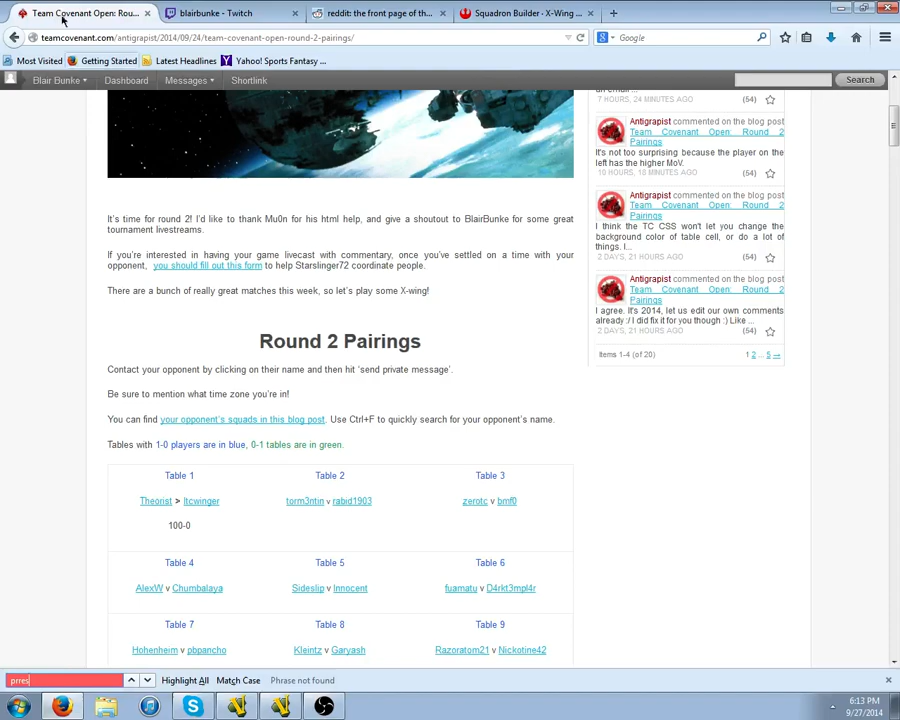 Team Covenant Open: Rou...
blairbunke - Twitch
reddit: the front page of th...
Squadron Builder · X-Wing ...
teamcovenant.com/antigrapist/2014/09/24/team-covenant-open-round-2-pairings/
Google
Most Visited
Getting Started
Latest Headlines
Yahoo! Sports Fantasy ...
Blair Bunke
Dashboard
Messages
Shortlink
Search
an email ...
7 HOURS, 24 MINUTES AGO (54)
Antigrapist commented on the blog post
Team Covenant Open: Round 2
Pairings
It's not too surprising because the player on the
left has the higher MoV.
10 HOURS, 18 MINUTES AGO (54)
Antigrapist commented on the blog post
Team Covenant Open: Round 2
Pairings
I think the TC CSS won't let you change the
background color of table cell, or do a lot of
things. I...
2 DAYS, 21 HOURS AGO (54)
Antigrapist commented on the blog post
Team Covenant Open: Round 2
Pairings
I agree. It's 2014, let us edit our own comments
already :/ I did fix it for you though :) Like ...
2 DAYS, 21 HOURS AGO (54)
Items 1-4 (of 20) 1 2 ... 5 →
It's time for round 2! I'd like to thank Mu0n for his html help, and give a shoutout to BlairBunke for some great
tournament livestreams.
If you're interested in having your game livecast with commentary, once you've settled on a time with your
opponent, you should fill out this form to help Starslinger72 coordinate people.
There are a bunch of really great matches this week, so let's play some X-wing!
Round 2 Pairings
Contact your opponent by clicking on their name and then hit 'send private message'.
Be sure to mention what time zone you're in!
You can find your opponent's squads in this blog post. Use Ctrl+F to quickly search for your opponent's name.
Tables with 1-0 players are in blue, 0-1 tables are in green.
Table 1 Table 2 Table 3
Theorist > Itcwinger torm3ntin v rabid1903 zerotc v bmf0
100-0
Table 4 Table 5 Table 6
AlexW v Chumbalaya Sideslip v Innocent fuamatu v D4rkt3mpl4r
Table 7 Table 8 Table 9
Hohenheim v pbpancho Kleintz v Garyash Razoratom21 v Nickotine42
prres
Highlight All
Match Case
Phrase not found
6:13 PM
9/27/2014